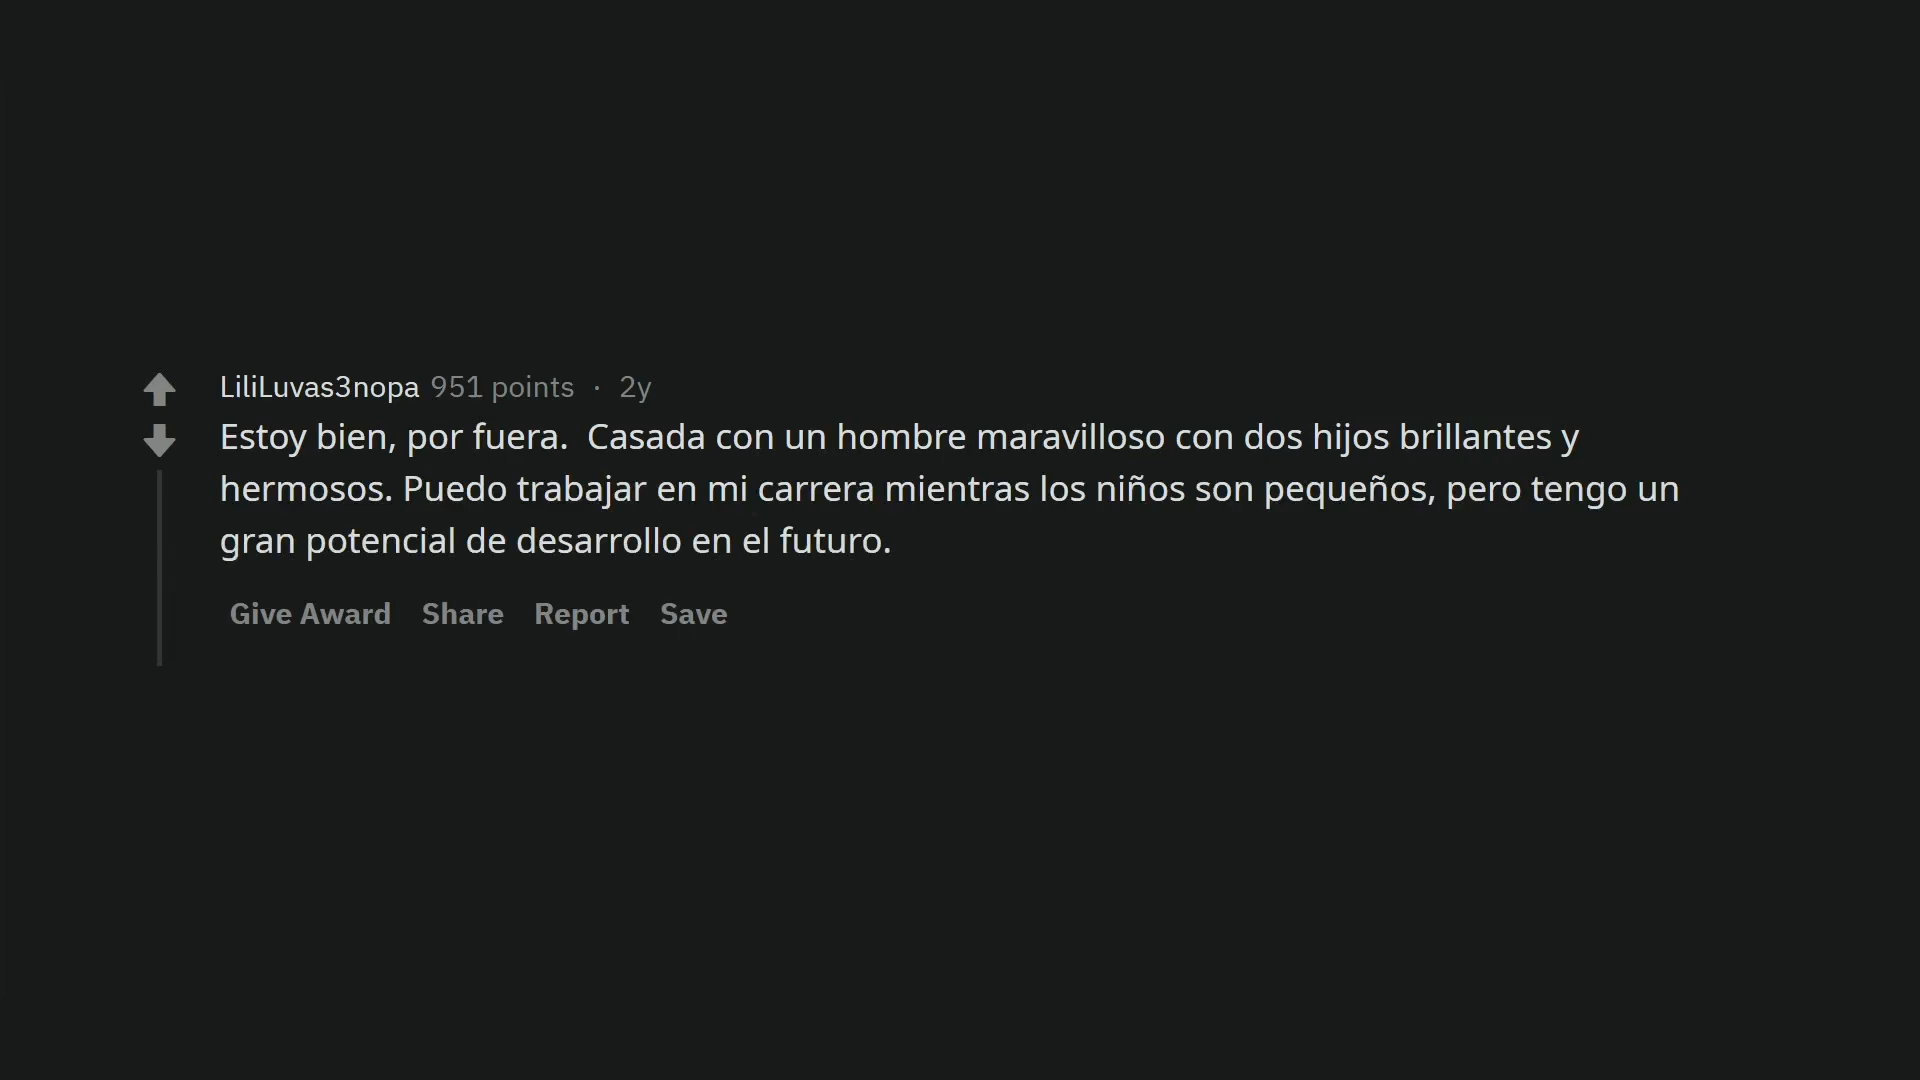 LiliLuvas3nopa 951 points · 2y
Estoy bien, por fuera.  Casada con un hombre maravilloso con dos hijos brillantes y
hermosos. Puedo trabajar en mi carrera mientras los niños son pequeños, pero tengo un
gran potencial de desarrollo en el futuro.
Give Award Share Report Save